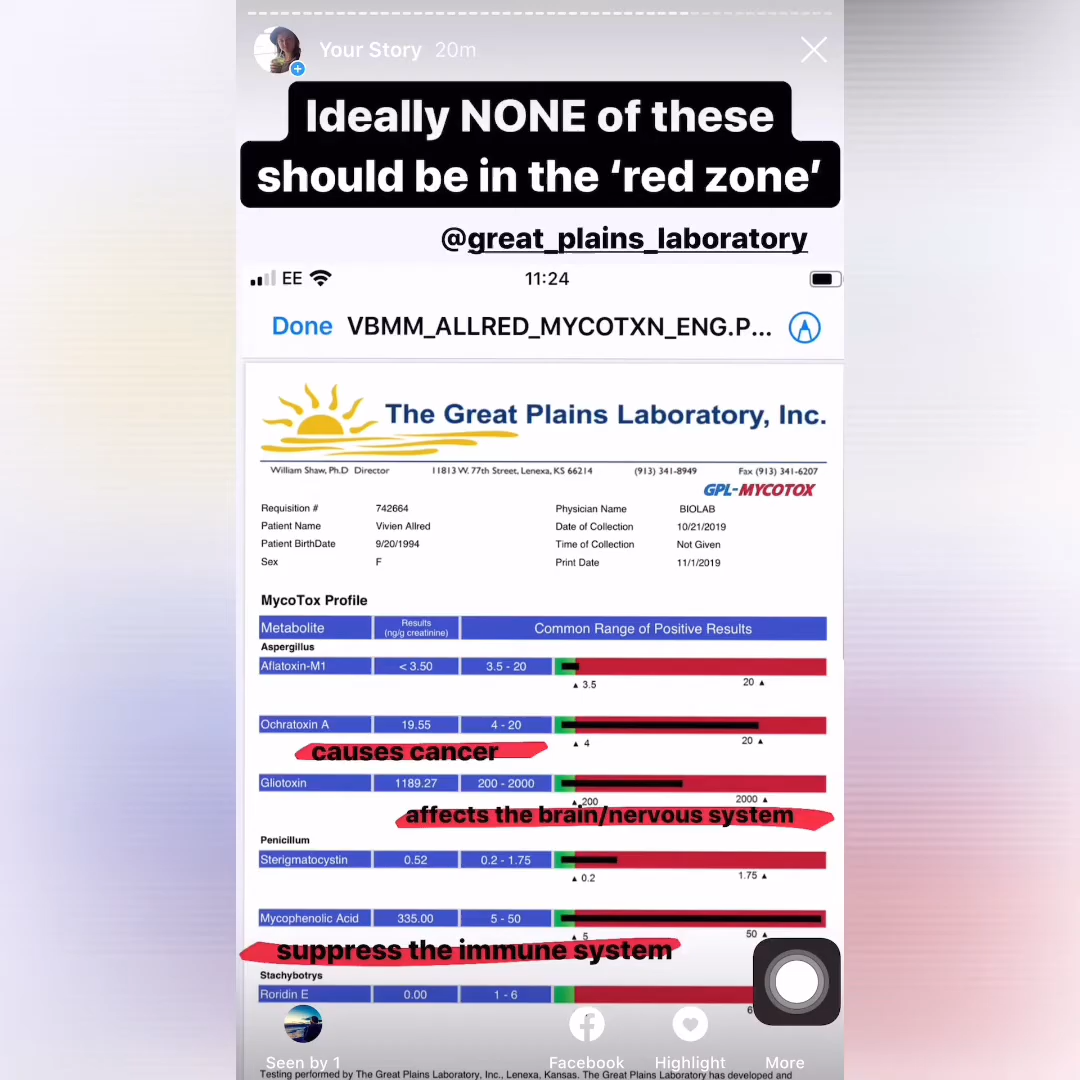 Your Story 20m
Ideally NONE of these
should be in the ‘red zone’
@great_plains_laboratory
EE 11:24
Done VBMM_ALLRED_MYCOTXN_ENG.P...
The Great Plains Laboratory, Inc.
William Shaw, Ph.D Director 11813 W. 77th Street, Lenexa, KS 66214 (913) 341-8949 Fax (913) 341-6207
GPL-MYCOTOX
Requisition # 742664 Physician Name BIOLAB
Patient Name Vivien Allred Date of Collection 10/21/2019
Patient BirthDate 9/20/1994 Time of Collection Not Given
Sex F Print Date 11/1/2019
MycoTox Profile
Metabolite Results (ng/g creatinine) Common Range of Positive Results
Aspergillus
Aflatoxin-M1 < 3.50 3.5 - 20
▲ 3.5 20 ▲
Ochratoxin A 19.55 4 - 20
▲ 4 20 ▲
causes cancer
Gliotoxin 1189.27 200 - 2000
▲ 200 2000 ▲
affects the brain/nervous system
Penicillum
Sterigmatocystin 0.52 0.2 - 1.75
▲ 0.2 1.75 ▲
Mycophenolic Acid 335.00 5 - 50
▲ 5 50 ▲
suppress the immune system
Stachybotrys
Roridin E 0.00 1 - 6
6
Seen by 1 Facebook Highlight More
Testing performed by The Great Plains Laboratory, Inc., Lenexa, Kansas. The Great Plains Laboratory has developed and